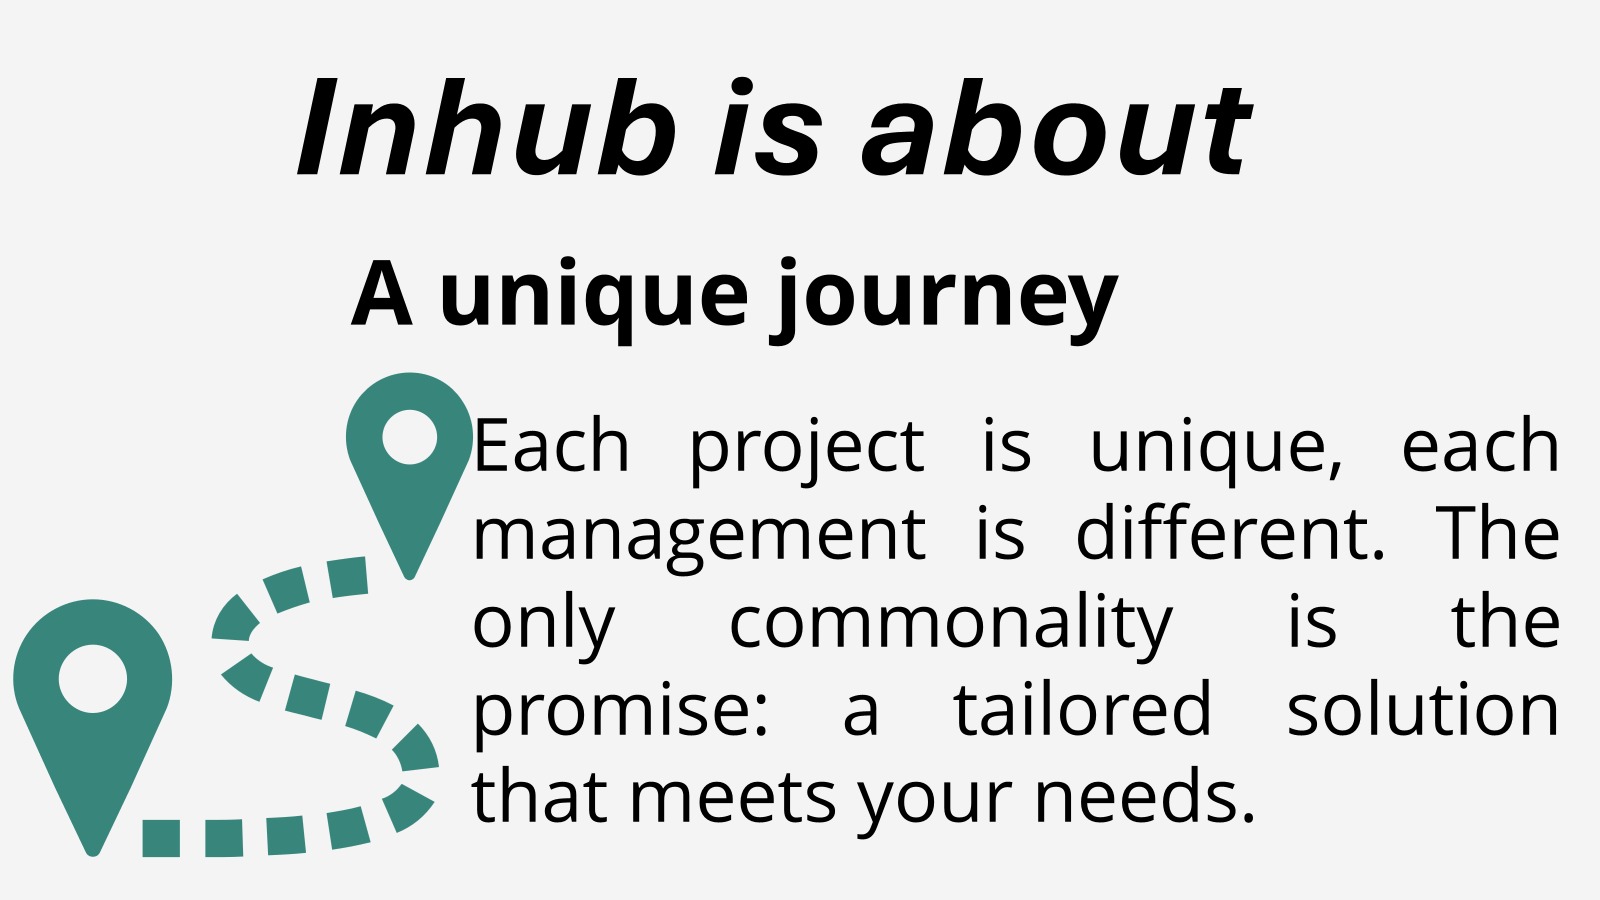 Inhub is about
A unique journey
Each project is unique, each
management is different. The
only commonality is the
promise: a tailored solution
that meets your needs.